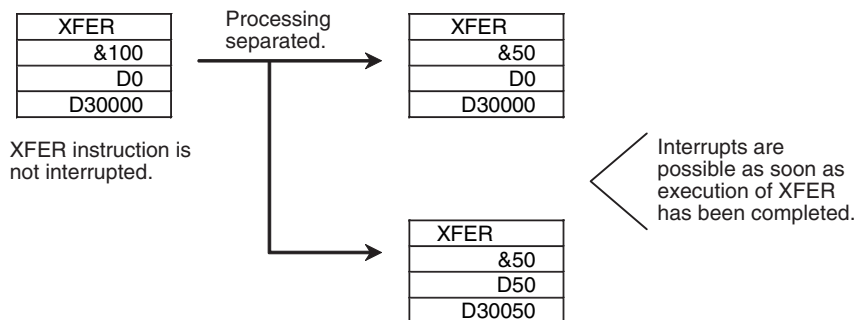 XFER
&100
D0
D30000
XFER instruction is
not interrupted.
Processing
separated.
XFER
&50
D0
D30000
XFER
&50
D50
D30050
Interrupts are
possible as soon as
execution of XFER
has been completed.